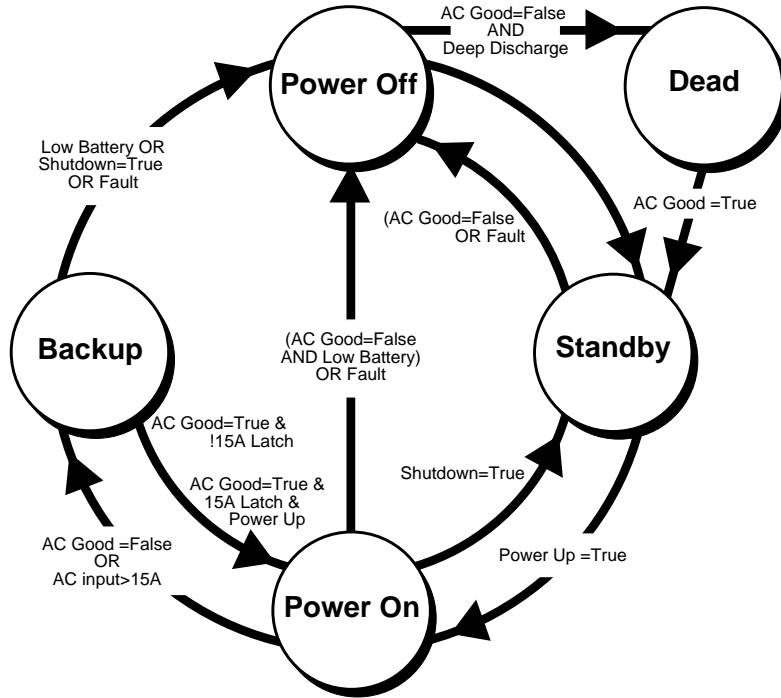 AC Good=False
AND
Deep Discharge
Power Off
Dead
Low Battery OR
Shutdown=True
OR Fault
AC Good =True
(AC Good=False
OR Fault
(AC Good=False
AND Low Battery)
OR Fault
Backup
Standby
AC Good=True &
!15A Latch
AC Good=True &
15A Latch &
Power Up
Shutdown=True
AC Good =False
OR
AC input>15A
Power Up =True
Power On